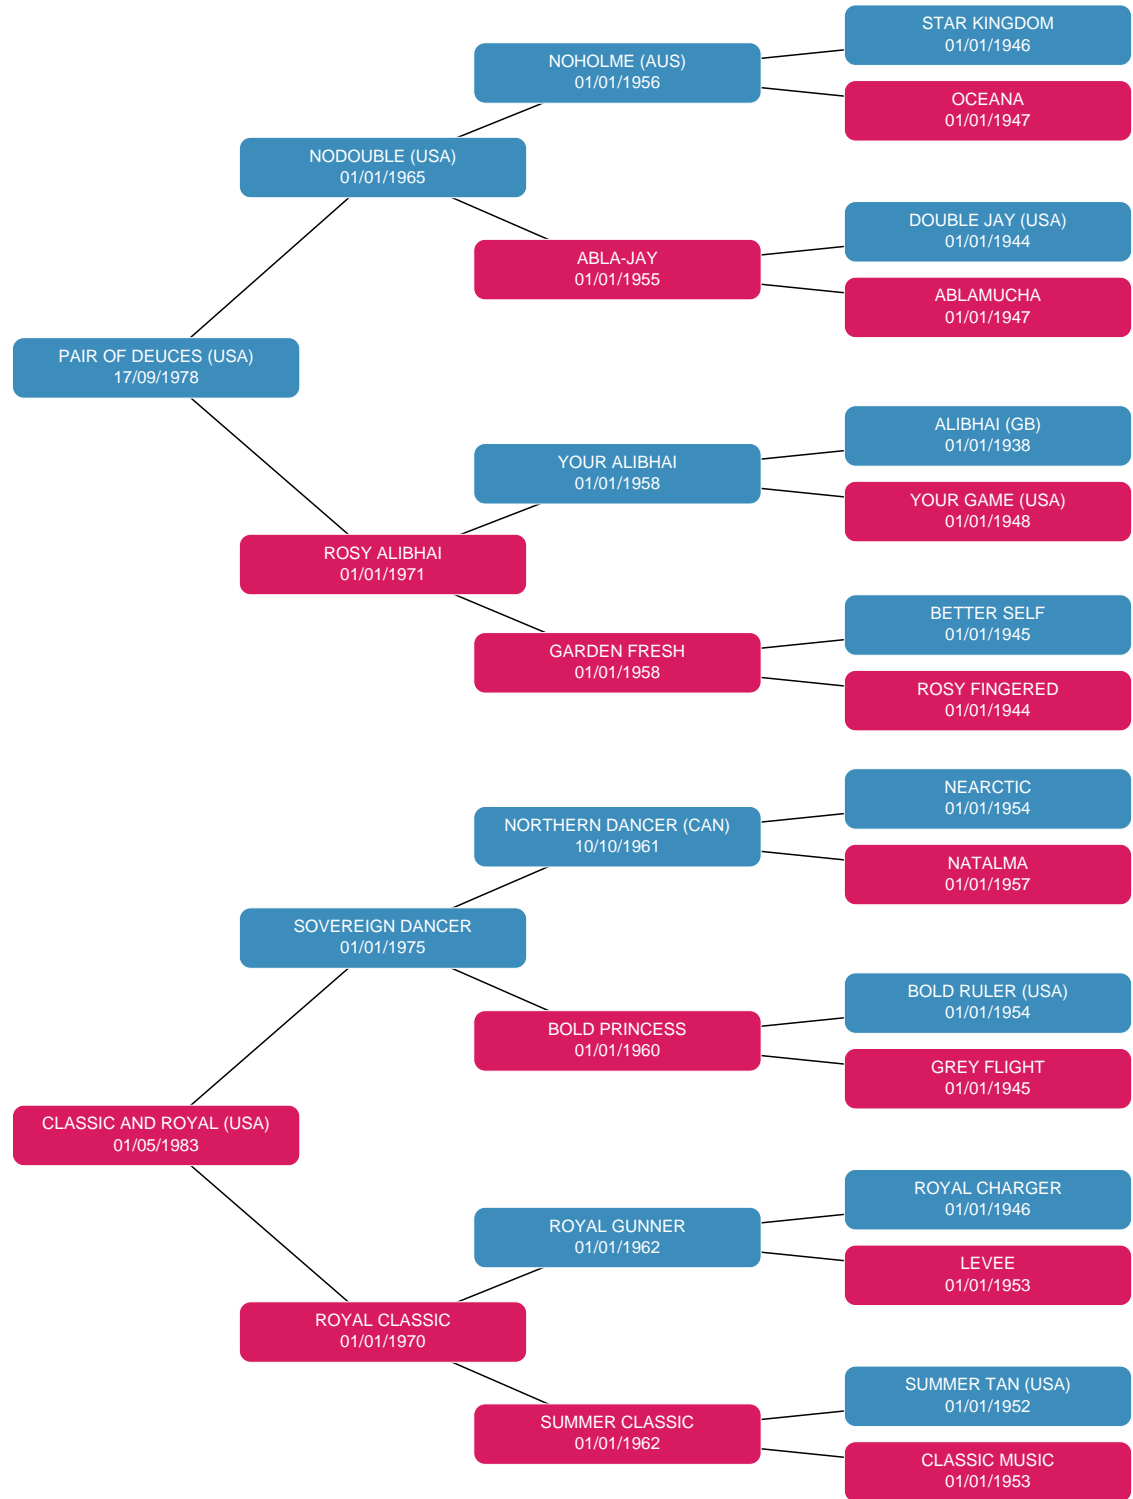 STAR KINGDOM
01/01/1946
NOHOLME (AUS)
01/01/1956
OCEANA
01/01/1947
NODOUBLE (USA)
01/01/1965
DOUBLE JAY (USA)
01/01/1944
ABLA-JAY
01/01/1955
ABLAMUCHA
01/01/1947
PAIR OF DEUCES (USA)
17/09/1978
ALIBHAI (GB)
01/01/1938
YOUR ALIBHAI
01/01/1958
YOUR GAME (USA)
01/01/1948
ROSY ALIBHAI
01/01/1971
BETTER SELF
01/01/1945
GARDEN FRESH
01/01/1958
ROSY FINGERED
01/01/1944
NEARCTIC
01/01/1954
NORTHERN DANCER (CAN)
10/10/1961
NATALMA
01/01/1957
SOVEREIGN DANCER
01/01/1975
BOLD RULER (USA)
01/01/1954
BOLD PRINCESS
01/01/1960
GREY FLIGHT
01/01/1945
CLASSIC AND ROYAL (USA)
01/05/1983
ROYAL CHARGER
01/01/1946
ROYAL GUNNER
01/01/1962
LEVEE
01/01/1953
ROYAL CLASSIC
01/01/1970
SUMMER TAN (USA)
01/01/1952
SUMMER CLASSIC
01/01/1962
CLASSIC MUSIC
01/01/1953